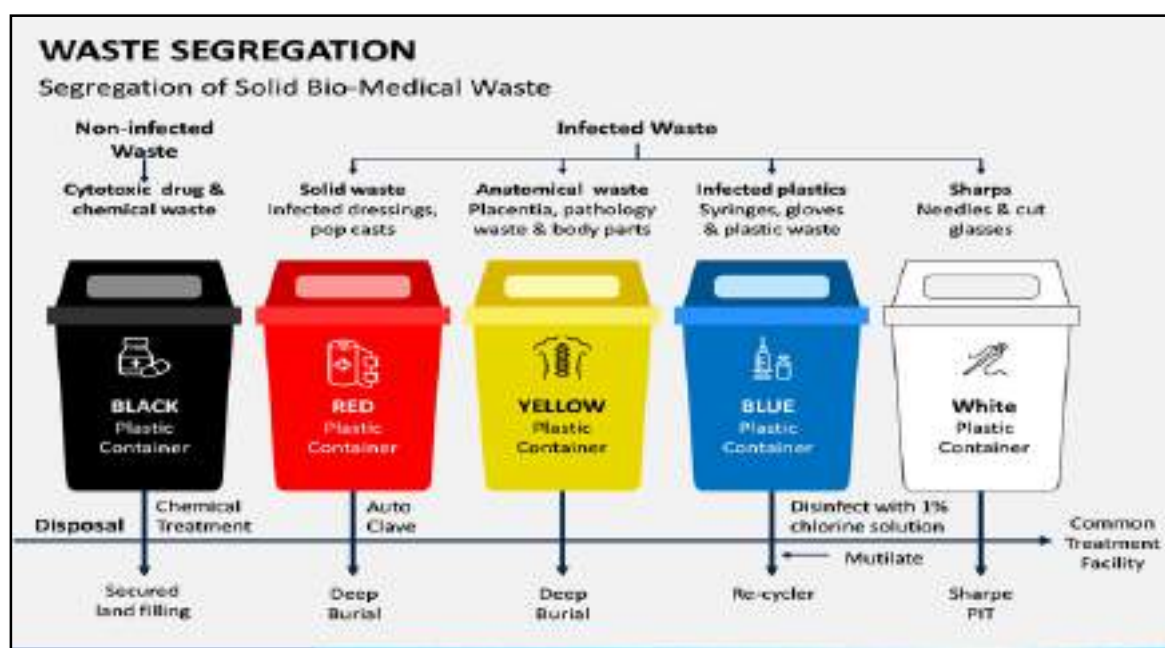 WASTE SEGREGATION
Segregation of Solid Bio-Medical Waste
Non-infected
Waste
Infected Waste
Cytotoxic drug &
chemical waste
Solid waste
Infected dressings,
pop casts
Anatomical waste
Placentia, pathology
waste & body parts
Infected plastics
Syringes, gloves
& plastic waste
Sharps
Needles & cut
glasses
BLACK
Plastic
Container
RED
Plastic
Container
YELLOW
Plastic
Container
BLUE
Plastic
Container
White
Plastic
Container
Disposal
Chemical
Treatment
Auto
Clave
Disinfect with 1%
chlorine solution
Mutilate
Common
Treatment
Facility
Secured
land filling
Deep
Burial
Deep
Burial
Re-cycler
Sharpe
PIT